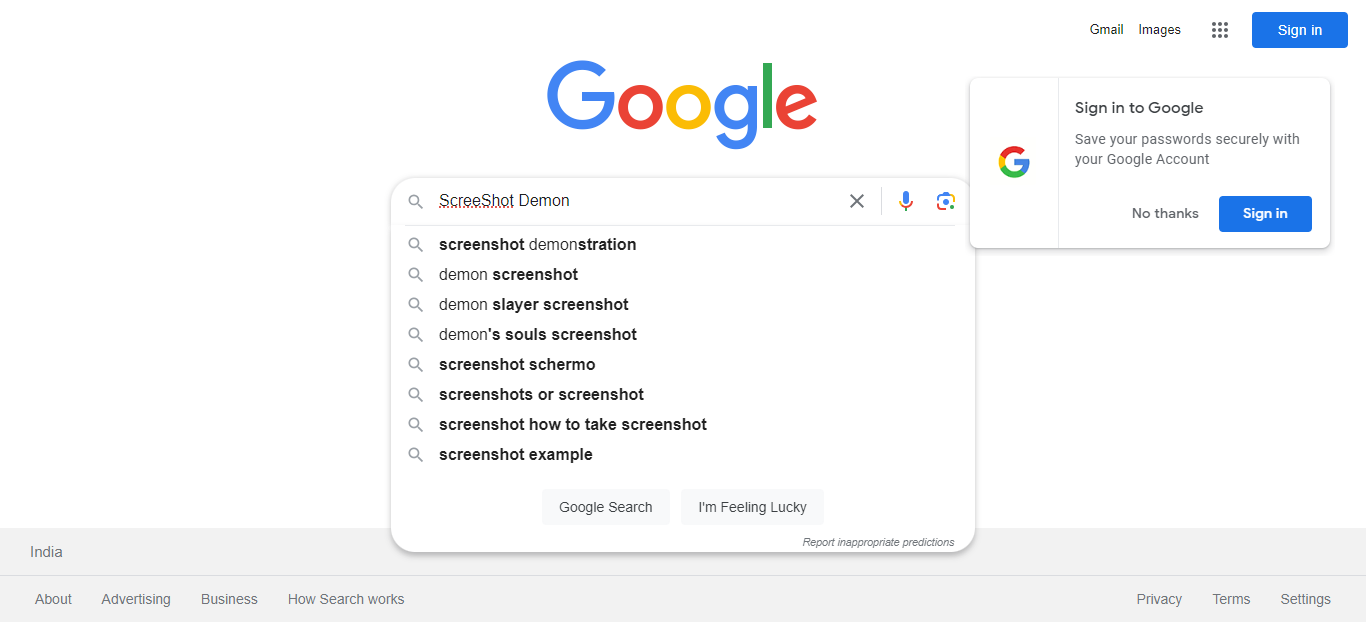 Gmail Images Sign in
Google
Sign in to Google
Save your passwords securely with
your Google Account
No thanks Sign in
ScreeShot Demon
screenshot demonstration
demon screenshot
demon slayer screenshot
demon's souls screenshot
screenshot schermo
screenshots or screenshot
screenshot how to take screenshot
screenshot example
Google Search I'm Feeling Lucky
Report inappropriate predictions
India
About Advertising Business How Search works Privacy Terms Settings